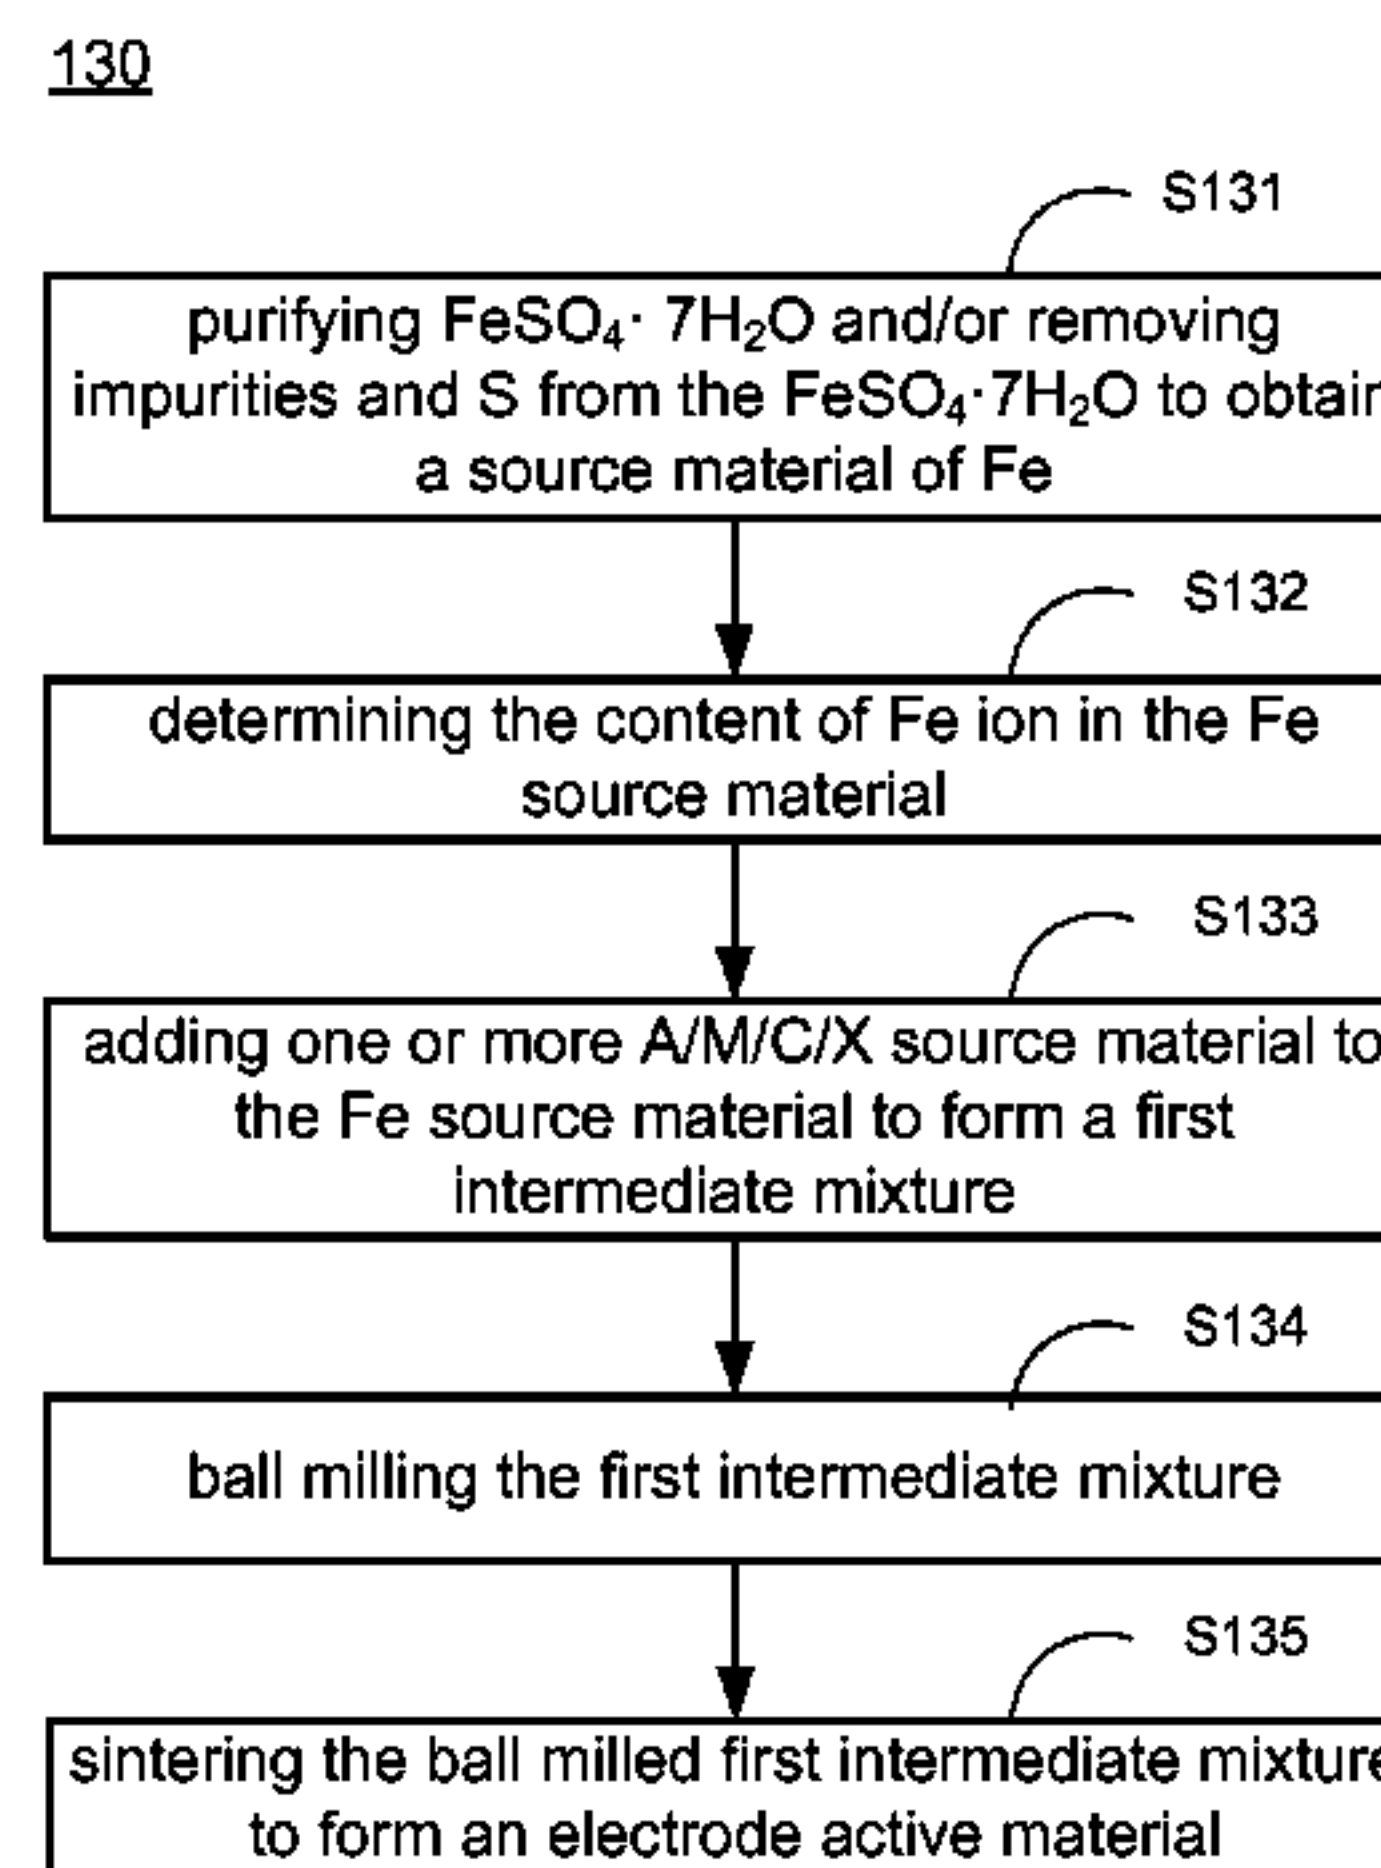 130
S131
purifying FeSO₄· 7H₂O and/or removing
impurities and S from the FeSO₄·7H₂O to obtain
a source material of Fe
S132
determining the content of Fe ion in the Fe
source material
S133
adding one or more A/M/C/X source material to
the Fe source material to form a first
intermediate mixture
S134
ball milling the first intermediate mixture
S135
sintering the ball milled first intermediate mixture
to form an electrode active material